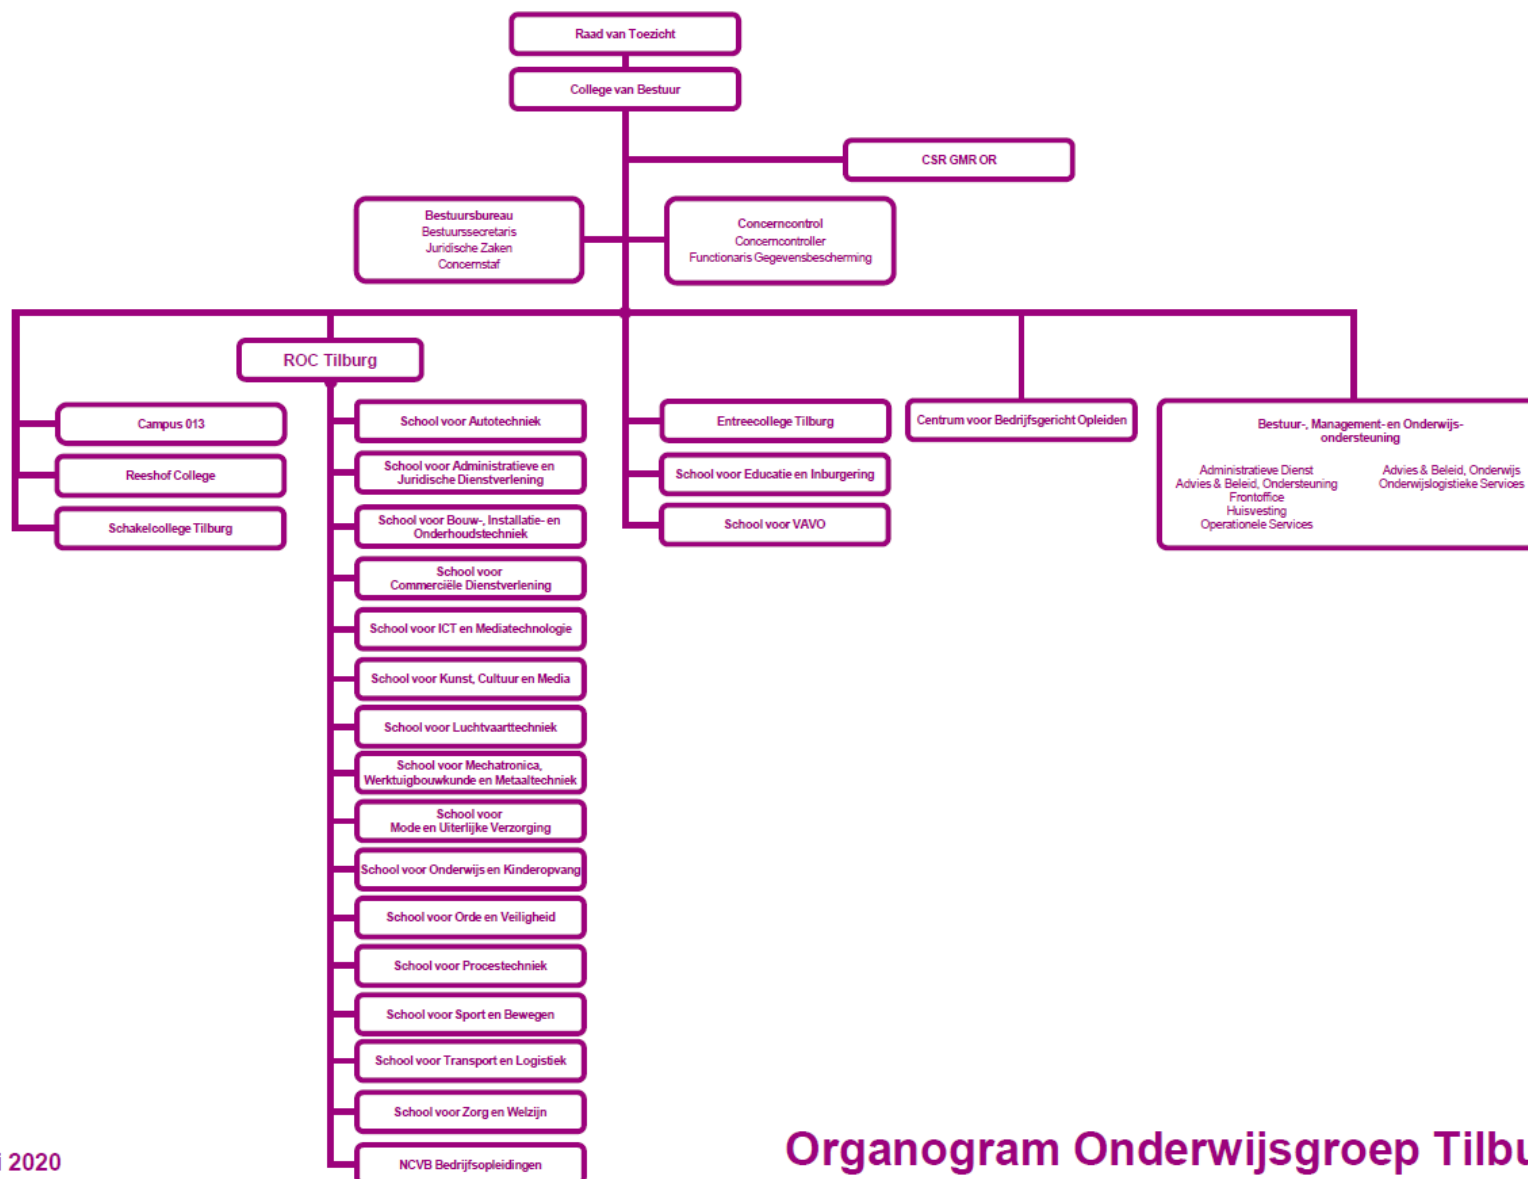 Raad van Toezicht
College van Bestuur
CSR GMR OR
Bestuursbureau
Bestuurssecretaris
Juridische Zaken
Concernstaf
Concerncontrol
Concerncontroller
Functionaris Gegevensbescherming
ROC Tilburg
Campus 013
Reeshof College
Schakelcollege Tilburg
School voor Autotechniek
School voor Administratieve en
Juridische Dienstverlening
School voor Bouw-, Installatie- en
Onderhoudstechniek
School voor
Commerciële Dienstverlening
School voor ICT en Mediatechnologie
School voor Kunst, Cultuur en Media
School voor Luchtvaarttechniek
School voor Mechatronica,
Werktuigbouwkunde en Metaaltechniek
School voor
Mode en Uiterlijke Verzorging
School voor Onderwijs en Kinderopvang
School voor Orde en Veiligheid
School voor Procestechniek
School voor Sport en Bewegen
School voor Transport en Logistiek
School voor Zorg en Welzijn
NCVB Bedrijfsopleidingen
Entreecollege Tilburg
School voor Educatie en Inburgering
School voor VAVO
Centrum voor Bedrijfsgericht Opleiden
Bestuur-, Management- en Onderwijs-
ondersteuning
Administratieve Dienst
Advies & Beleid, Ondersteuning
Frontoffice
Huisvesting
Operationele Services
Advies & Beleid, Onderwijs
Onderwijslogistieke Services
2020
Organogram Onderwijsgroep Tilbu